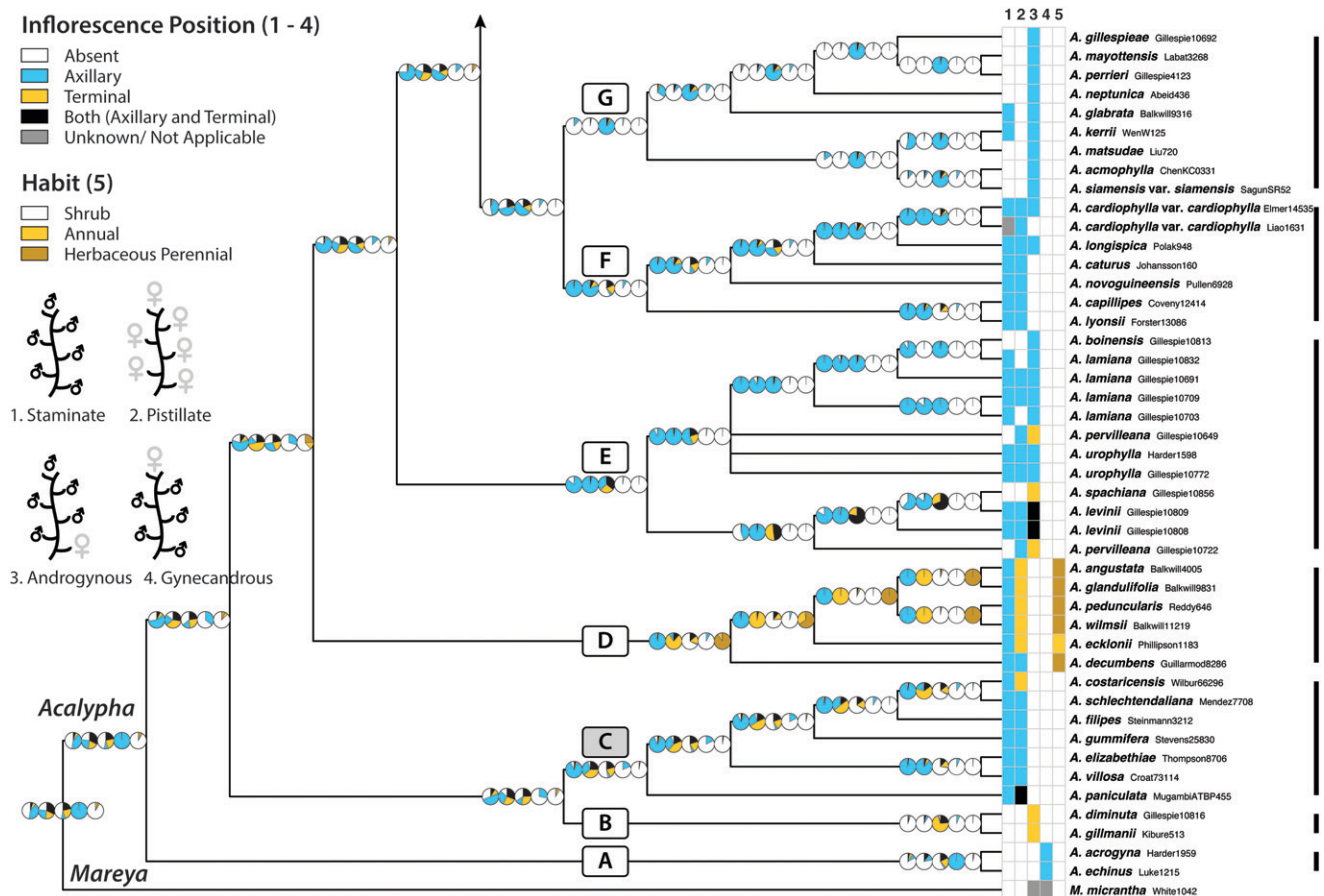 Inflorescence Position (1 - 4)
Absent
Axillary
Terminal
Both (Axillary and Terminal)
Unknown/ Not Applicable
Habit (5)
Shrub
Annual
Herbaceous Perennial
1. Staminate
2. Pistillate
3. Androgynous
4. Gynecandrous
Acalypha
Mareya
G
F
E
D
C
B
A
1 2 3 4 5
A. gillespieae Gillespie10692
A. mayottensis Labat3268
A. perrieri Gillespie4123
A. neptunica Abeid436
A. glabrata Balkwill9316
A. kerrii WenW125
A. matsudae Liu720
A. acmophylla ChenKC0331
A. siamensis var. siamensis SagunSR52
A. cardiophylla var. cardiophylla Elmer14535
A. cardiophylla var. cardiophylla Liao1631
A. longispica Polak948
A. caturus Johansson160
A. novoguineensis Pullen6928
A. capillipes Coveny12414
A. lyonsii Forster13086
A. boinensis Gillespie10813
A. lamiana Gillespie10832
A. lamiana Gillespie10691
A. lamiana Gillespie10709
A. lamiana Gillespie10703
A. pervilleana Gillespie10649
A. urophylla Harder1598
A. urophylla Gillespie10772
A. spachiana Gillespie10856
A. levinii Gillespie10809
A. levinii Gillespie10808
A. pervilleana Gillespie10722
A. angustata Balkwill4005
A. glandulifolia Balkwill9831
A. peduncularis Reddy646
A. wilmsii Balkwill11219
A. ecklonii Phillipson1183
A. decumbens Guillarmod8286
A. costaricensis Wilbur66296
A. schlechtendaliana Mendez7708
A. filipes Steinmann3212
A. gummifera Stevens25830
A. elizabethiae Thompson8706
A. villosa Croat73114
A. paniculata MugambiATBP455
A. diminuta Gillespie10816
A. gillmanii Kibure513
A. acrogyna Harder1959
A. echinus Luke1215
M. micrantha White1042